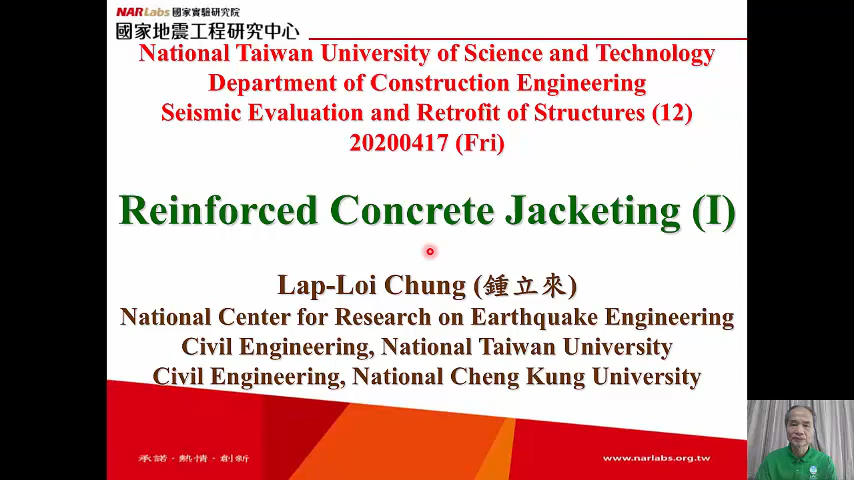 NARLabs 國家實驗研究院
國家地震工程研究中心
National Taiwan University of Science and Technology
Department of Construction Engineering
Seismic Evaluation and Retrofit of Structures (12)
20200417 (Fri)
Reinforced Concrete Jacketing (I)
Lap-Loi Chung (鍾立來)
National Center for Research on Earthquake Engineering
Civil Engineering, National Taiwan University
Civil Engineering, National Cheng Kung University
承諾·熱情·創新
www.narlabs.org.tw